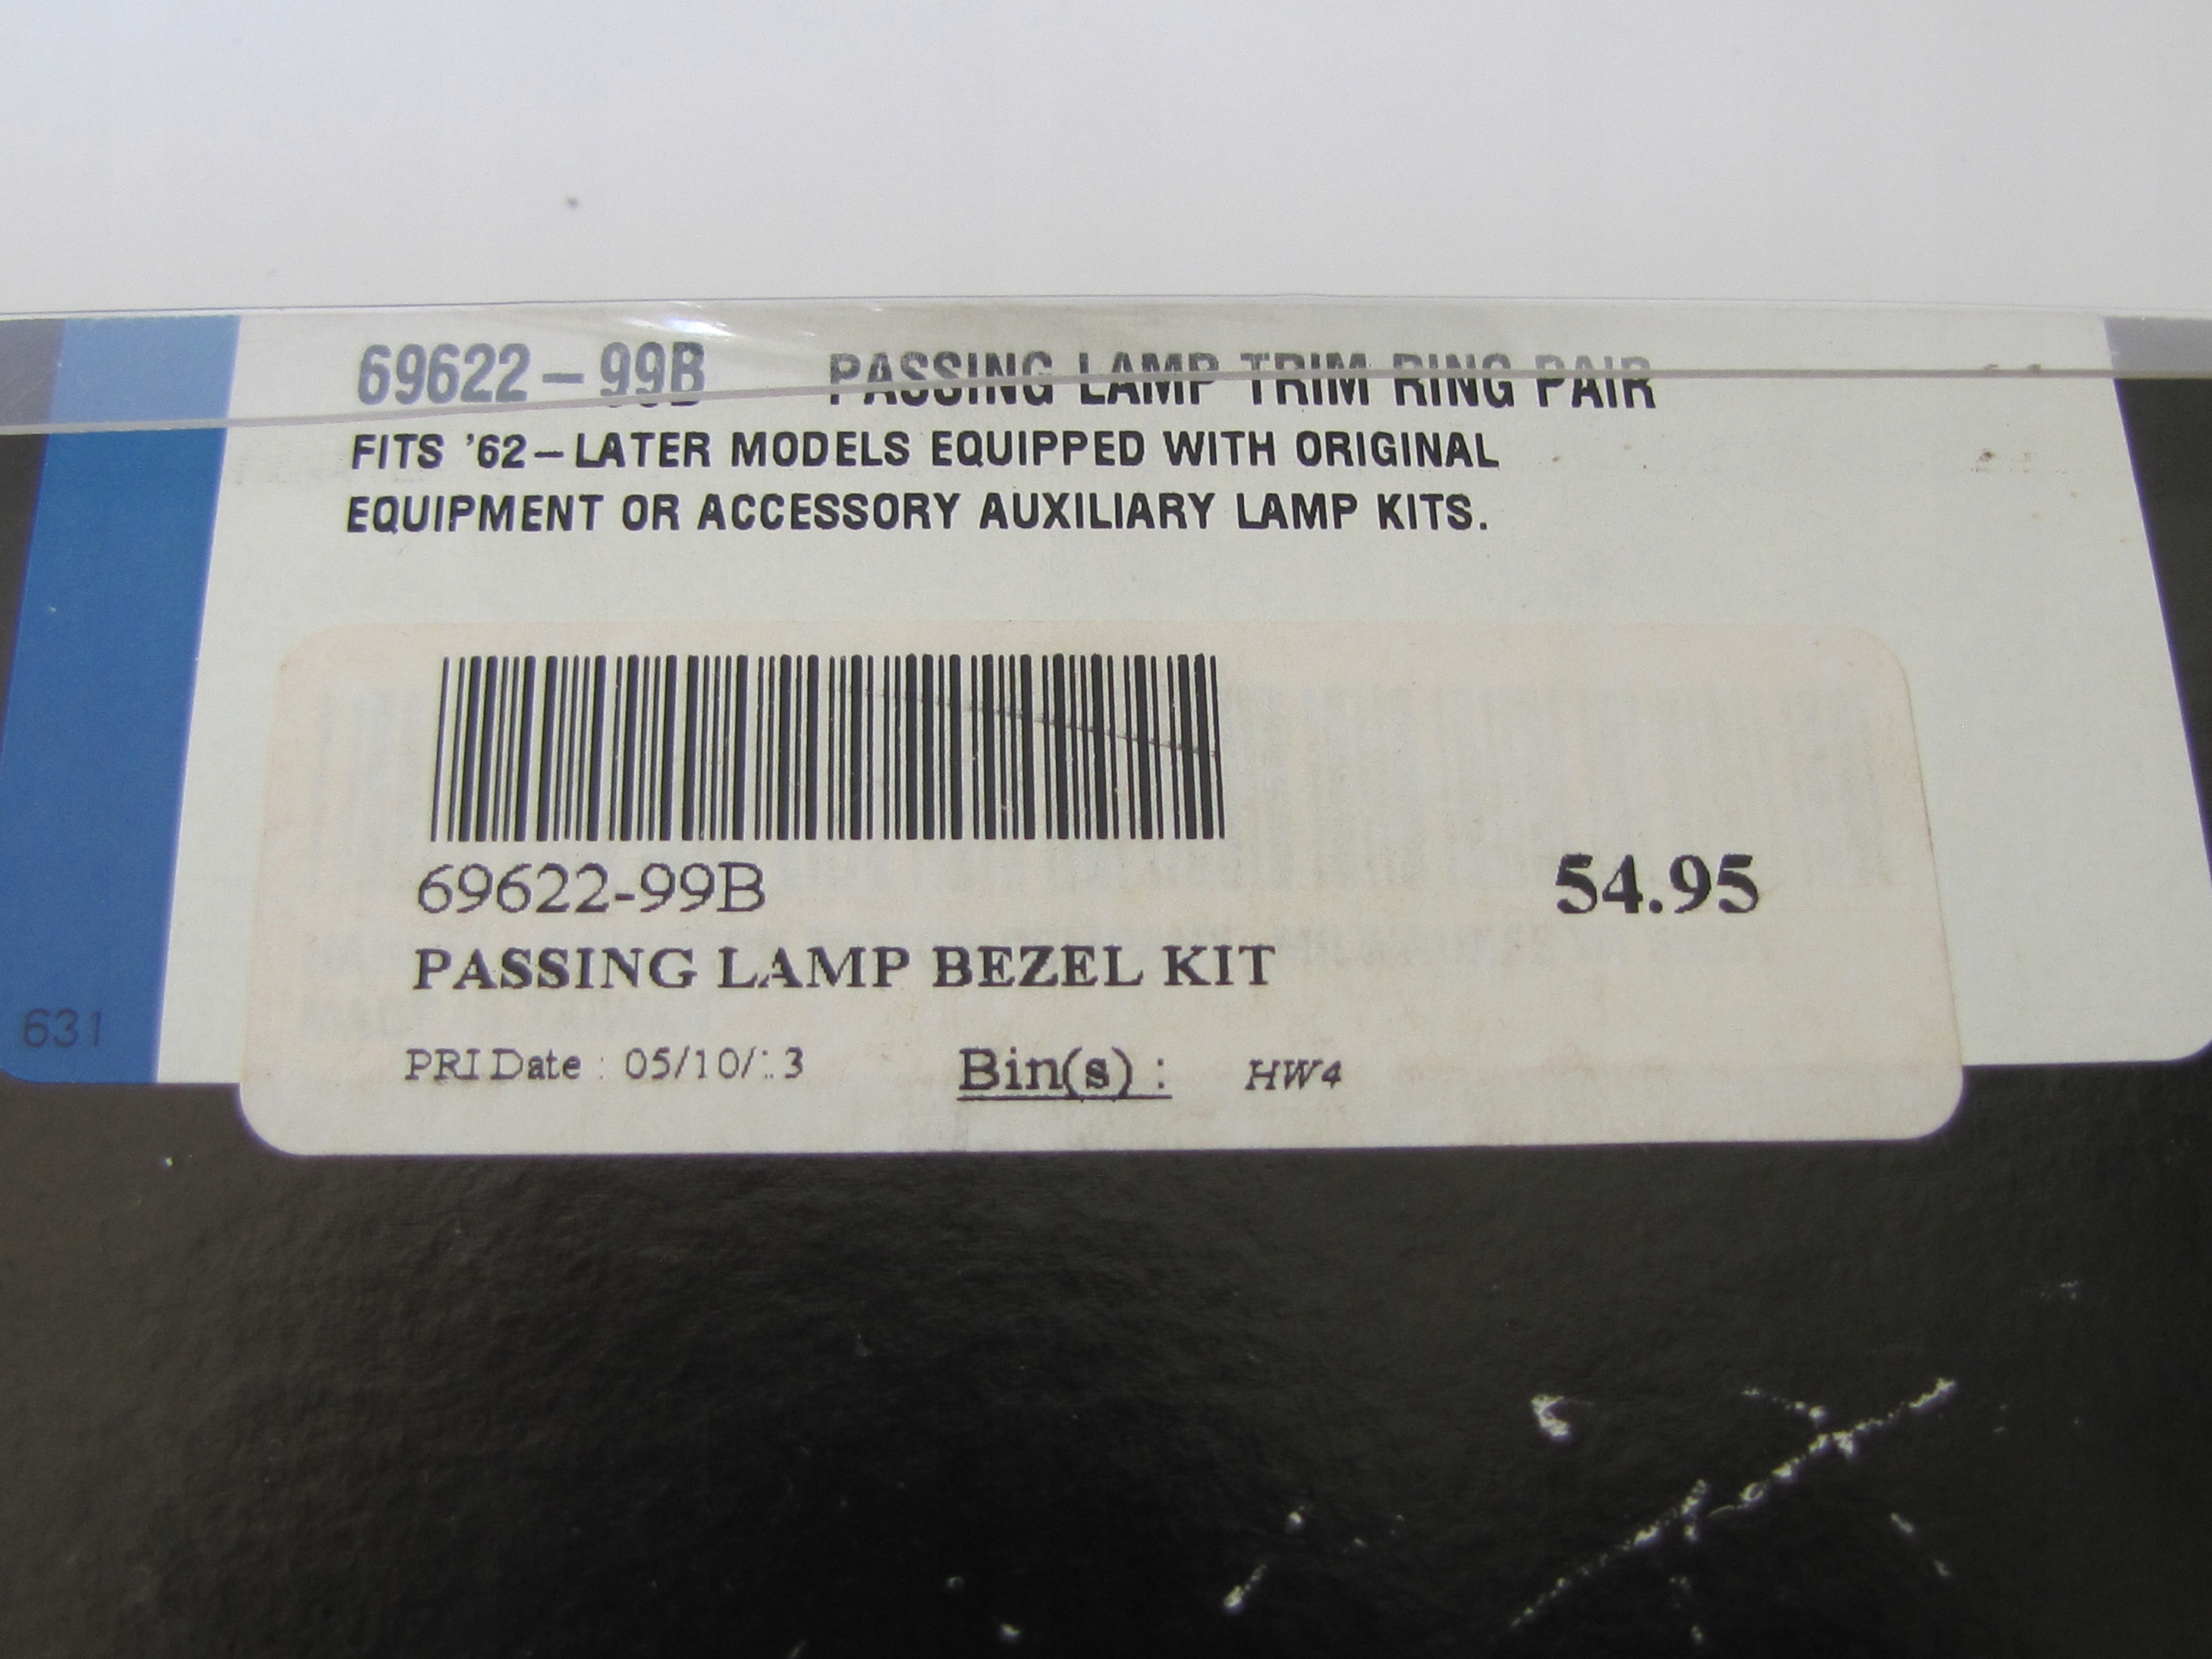 69622-99B PASSING LAMP TRIM RING PAIR
FITS '62-LATER MODELS EQUIPPED WITH ORIGINAL
EQUIPMENT OR ACCESSORY AUXILIARY LAMP KITS.
69622-99B 54.95
PASSING LAMP BEZEL KIT
PRI Date : Bin(s) : HW4
631